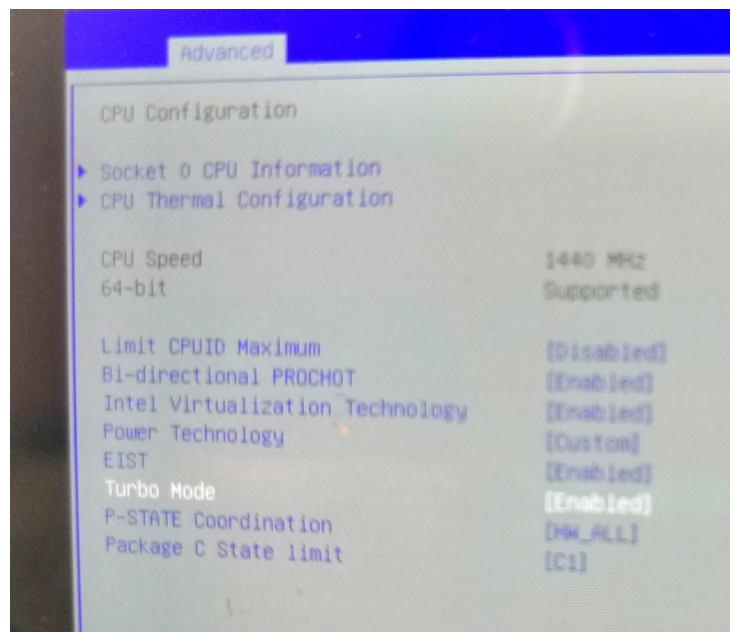 Advanced
CPU Configuration
Socket 0 CPU Information
CPU Thermal Configuration
CPU Speed 1440 MHz
64-bit Supported
Limit CPUID Maximum [Disabled]
Bi-directional PROCHOT [Enabled]
Intel Virtualization Technology [Enabled]
Power Technology [Custom]
EIST [Enabled]
Turbo Mode [Enabled]
P-STATE Coordination [HW_ALL]
Package C State limit [C1]